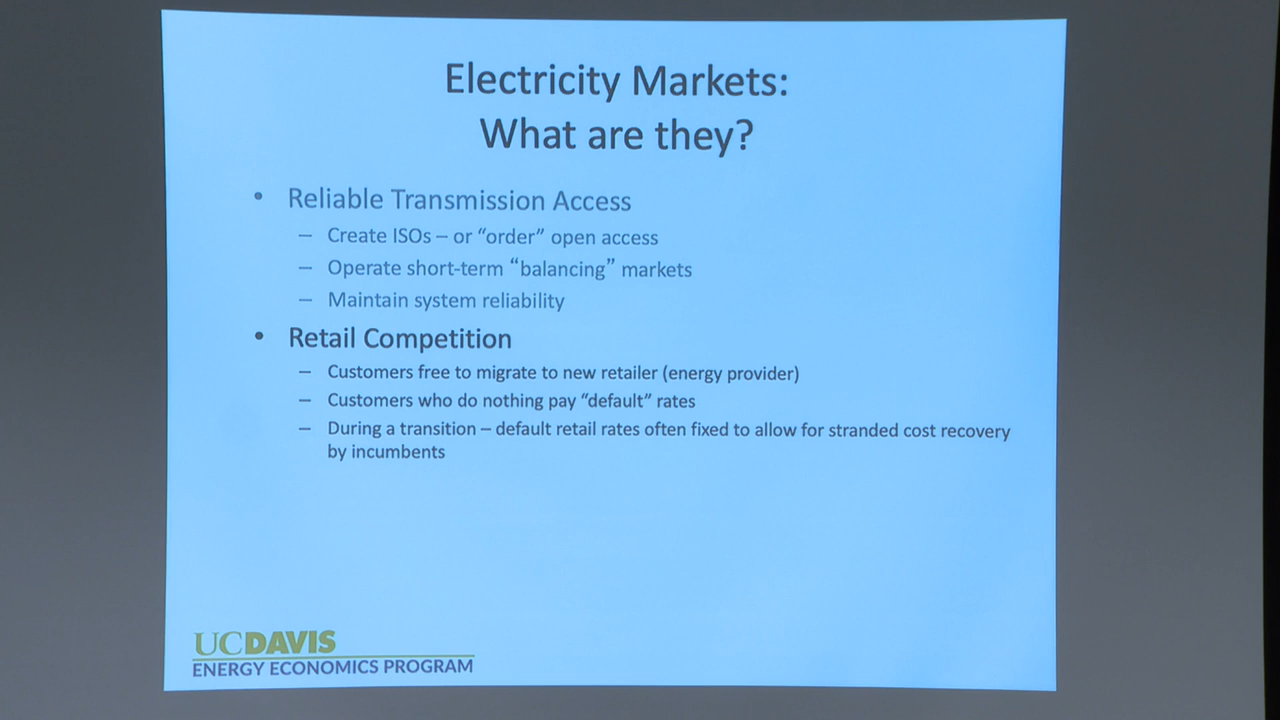 Electricity Markets:
What are they?
• Reliable Transmission Access
– Create ISOs – or “order” open access
– Operate short-term “balancing” markets
– Maintain system reliability
• Retail Competition
– Customers free to migrate to new retailer (energy provider)
– Customers who do nothing pay “default” rates
– During a transition – default retail rates often fixed to allow for stranded cost recovery
by incumbents
UCDAVIS
ENERGY ECONOMICS PROGRAM